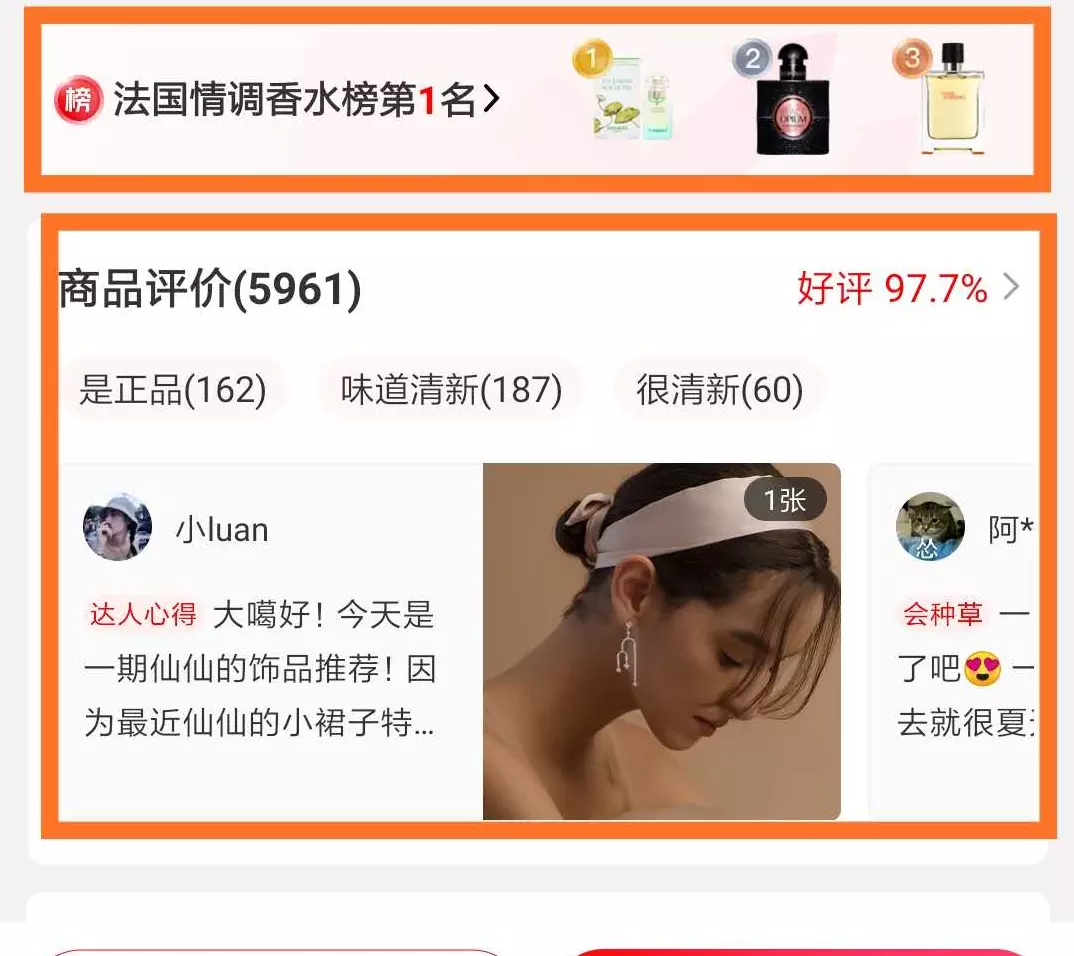 榜 法国情调香水榜第1名
1 2 3
OPIUM
商品评价(5961) 好评 97.7%
是正品(162) 味道清新(187) 很清新(60)
小luan
1张
达人心得 大噶好！今天是
一期仙仙的饰品推荐！因
为最近仙仙的小裙子特...
怂
阿*
会种草 一
了吧😍 一
去就很夏